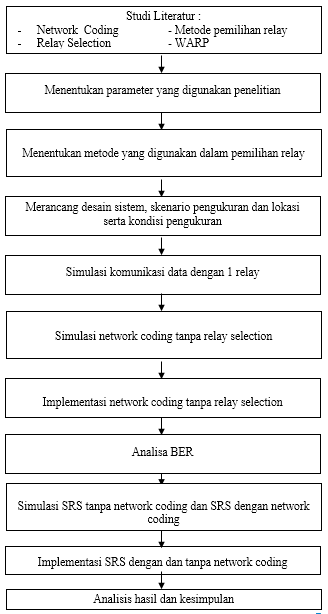 Studi Literatur :
- Network Coding - Metode pemilihan relay
- Relay Selection - WARP
Menentukan parameter yang digunakan penelitian
Menentukan metode yang digunakan dalam pemilihan relay
Merancang desain sistem, skenario pengukuran dan lokasi
serta kondisi pengukuran
Simulasi komunikasi data dengan 1 relay
Simulasi network coding tanpa relay selection
Implementasi network coding tanpa relay selection
Analisa BER
Simulasi SRS tanpa network coding dan SRS dengan network
coding
Implementasi SRS dengan dan tanpa network coding
Analisis hasil dan kesimpulan